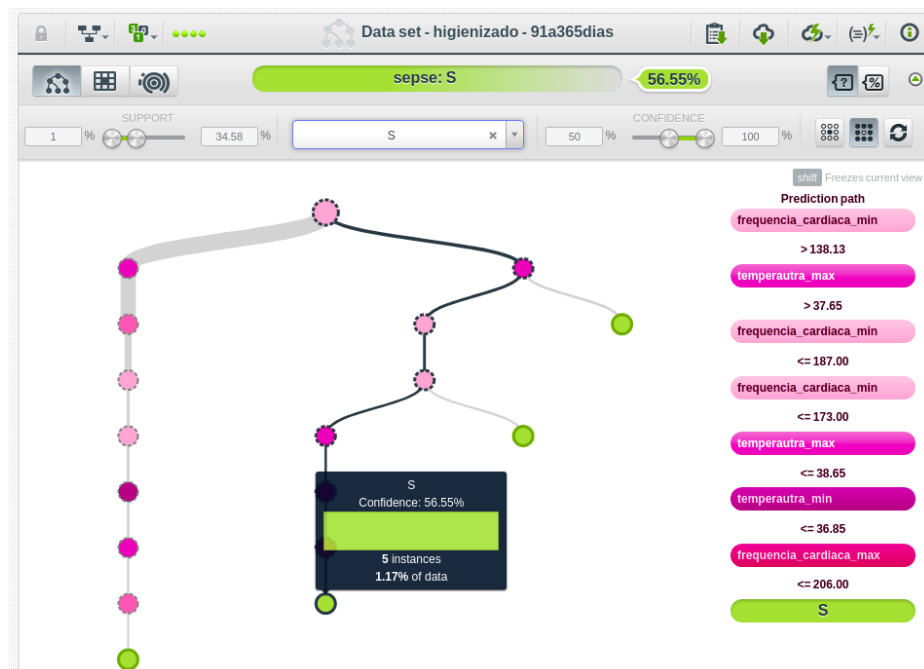 Data set - higienizado - 91a365dias
sepse: S
56.55%
SUPPORT
1 %
34.58 %
S
CONFIDENCE
50 %
100 %
shift Freezes current view
Prediction path
frequencia_cardiaca_min
> 138.13
temperautra_max
> 37.65
frequencia_cardiaca_min
<= 187.00
frequencia_cardiaca_min
<= 173.00
temperautra_max
<= 38.65
temperautra_min
<= 36.85
frequencia_cardiaca_max
<= 206.00
S
S
Confidence: 56.55%
5 instances
1.17% of data